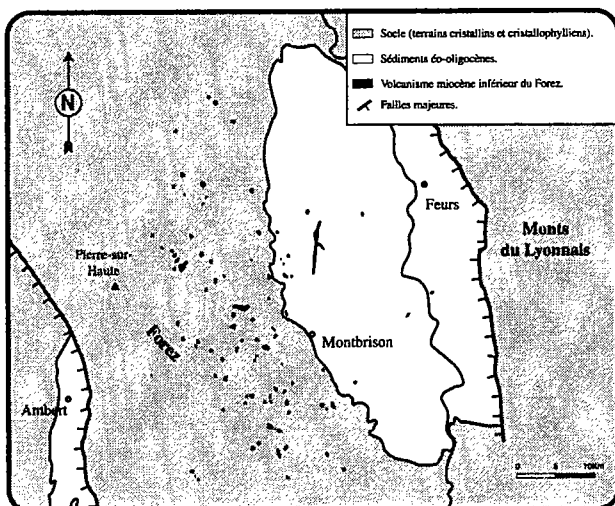 Socle (terrains cristallins et cristallophylliens).
Sédiments éo-oligocènes.
Volcanisme miocène inférieur du Forez.
Failles majeures.
N
Feurs
Monts
du Lyonnais
Pierre-sur-
Haute
Forez
Montbrison
Ambert
0 5 10Km